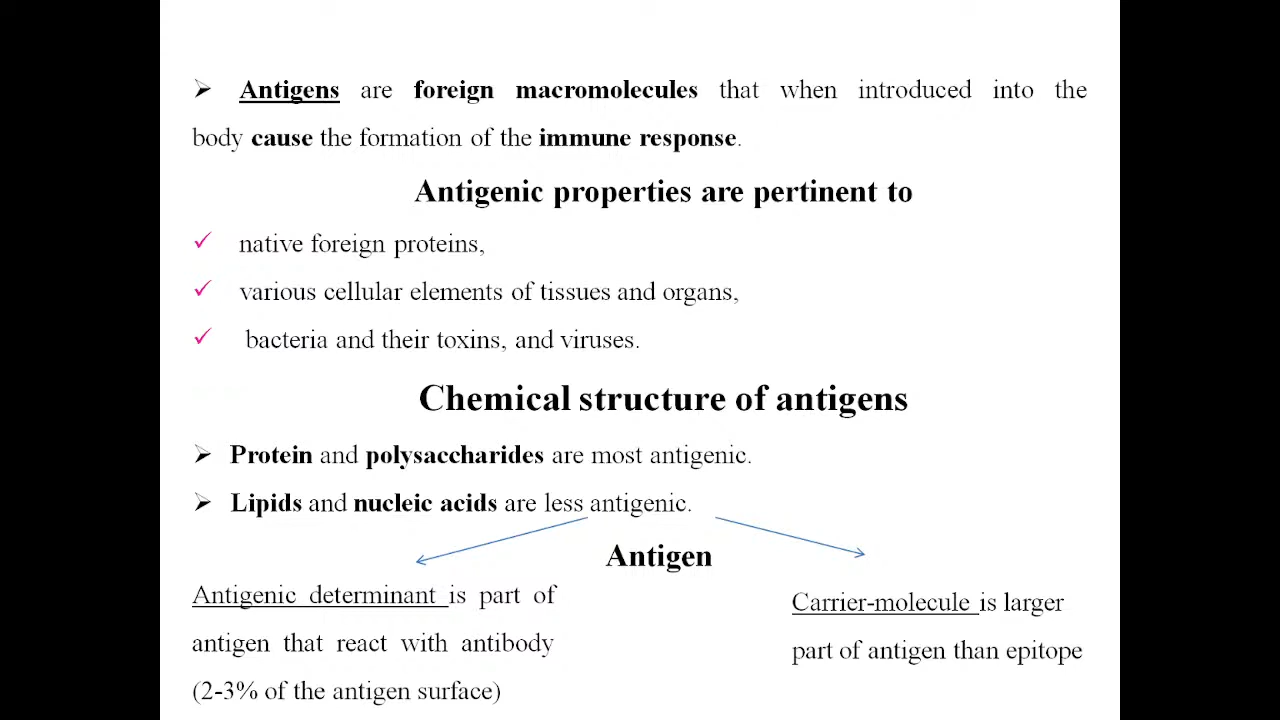 Antigens are foreign macromolecules that when introduced into the
body cause the formation of the immune response.
Antigenic properties are pertinent to
native foreign proteins,
various cellular elements of tissues and organs,
bacteria and their toxins, and viruses.
Chemical structure of antigens
Protein and polysaccharides are most antigenic.
Lipids and nucleic acids are less antigenic.
Antigen
Antigenic determinant is part of
antigen that react with antibody
(2-3% of the antigen surface)
Carrier-molecule is larger
part of antigen than epitope